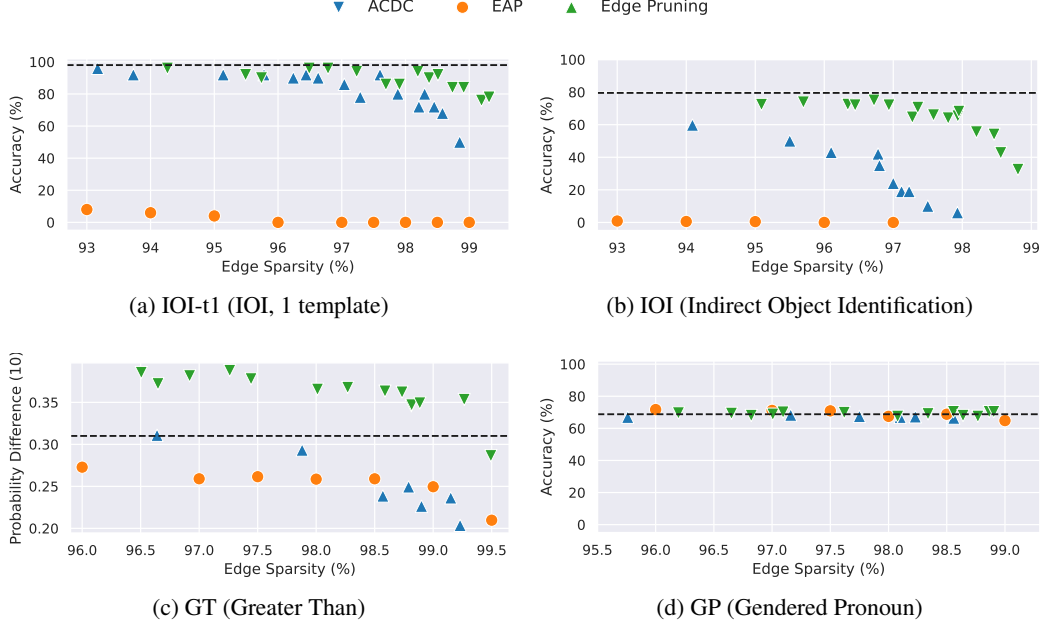 ACDC EAP Edge Pruning
100
80
60
40
20
0
Accuracy (%)
93 94 95 96 97 98 99
Edge Sparsity (%)
(a) IOI-t1 (IOI, 1 template)
100
80
60
40
20
0
Accuracy (%)
93 94 95 96 97 98 99
Edge Sparsity (%)
(b) IOI (Indirect Object Identification)
0.35
0.30
0.25
0.20
Probability Difference (10)
96.0 96.5 97.0 97.5 98.0 98.5 99.0 99.5
Edge Sparsity (%)
(c) GT (Greater Than)
100
80
60
40
20
0
Accuracy (%)
95.5 96.0 96.5 97.0 97.5 98.0 98.5 99.0
Edge Sparsity (%)
(d) GP (Gendered Pronoun)